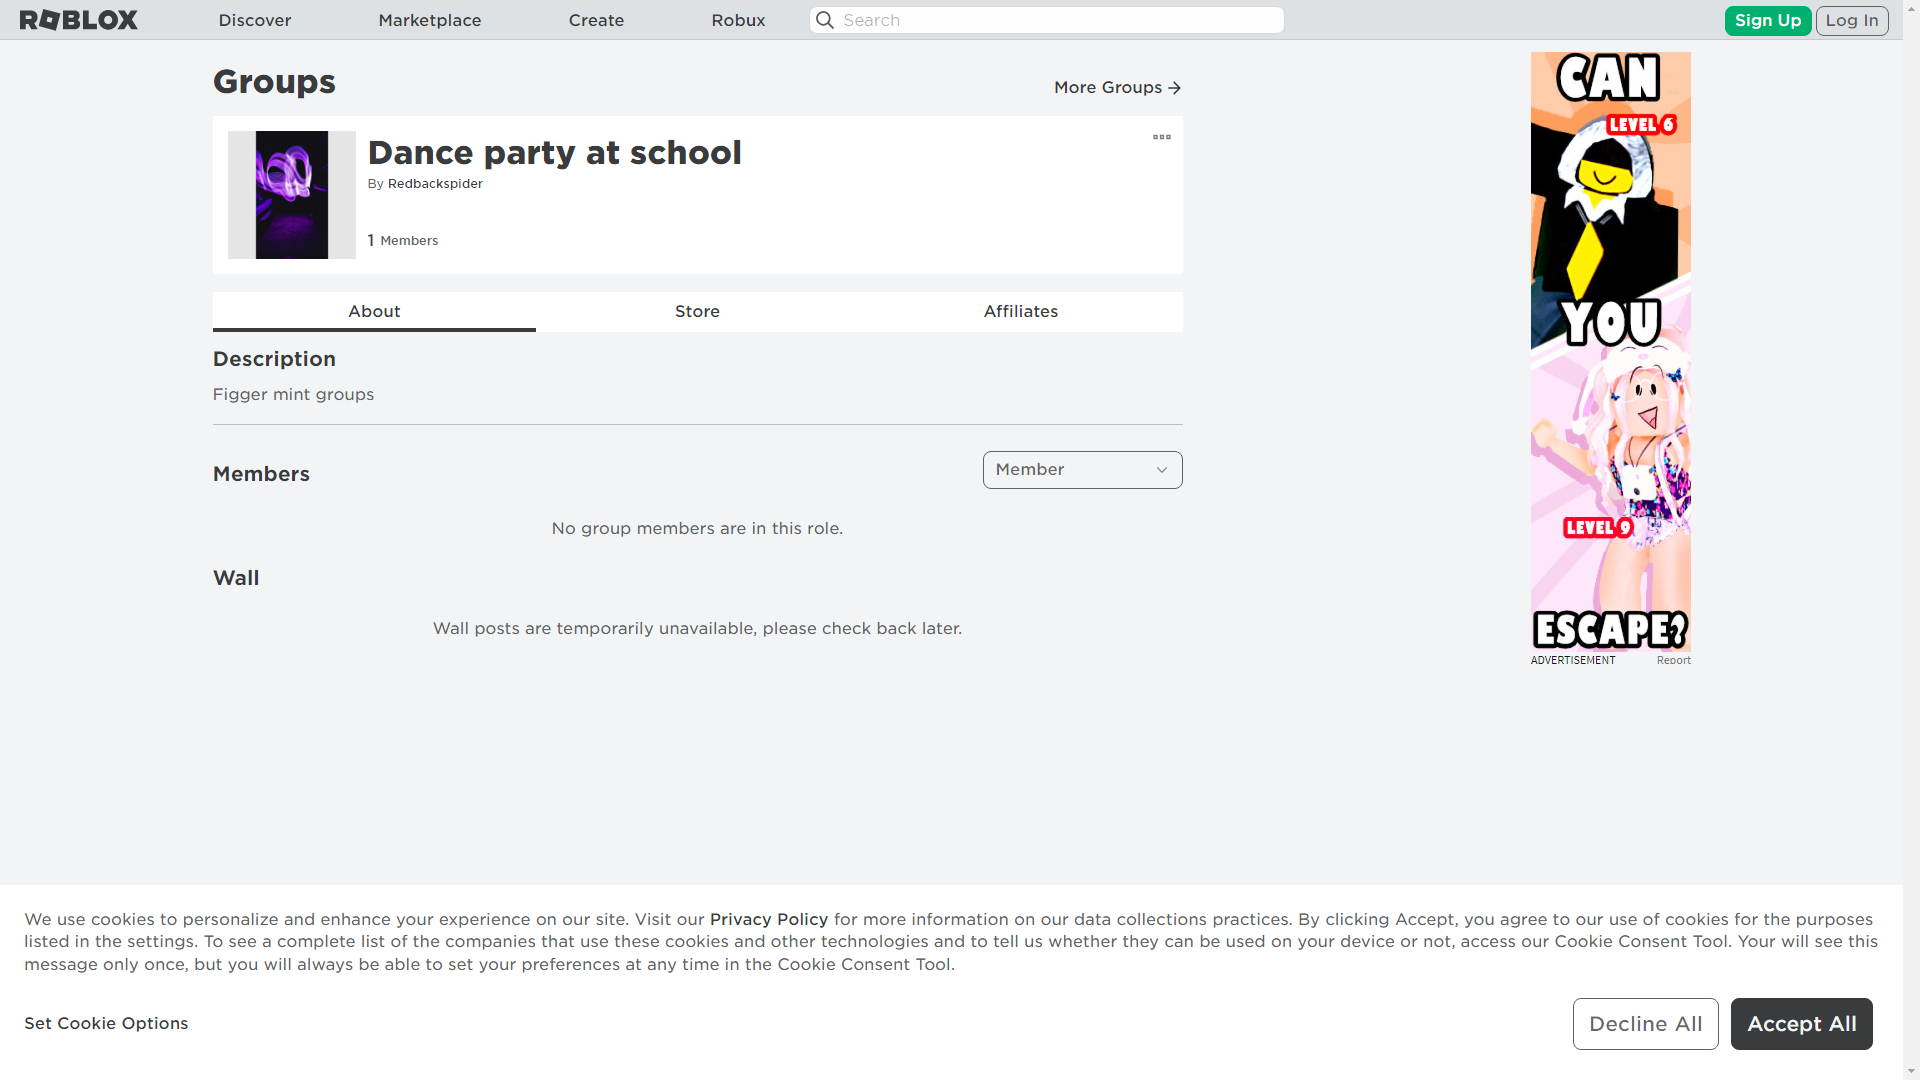 ROBLOX
Discover
Marketplace
Create
Robux
Search
Sign Up
Log In
Groups
More Groups
Dance party at school
By Redbackspider
1 Members
About
Store
Affiliates
Description
Figger mint groups
Members
Member
No group members are in this role.
Wall
Wall posts are temporarily unavailable, please check back later.
CAN
LEVEL 6
YOU
LEVEL 9
ESCAPE?
ADVERTISEMENT
Report
We use cookies to personalize and enhance your experience on our site. Visit our Privacy Policy for more information on our data collections practices. By clicking Accept, you agree to our use of cookies for the purposes
listed in the settings. To see a complete list of the companies that use these cookies and other technologies and to tell us whether they can be used on your device or not, access our Cookie Consent Tool. Your will see this
message only once, but you will always be able to set your preferences at any time in the Cookie Consent Tool.
Set Cookie Options
Decline All
Accept All